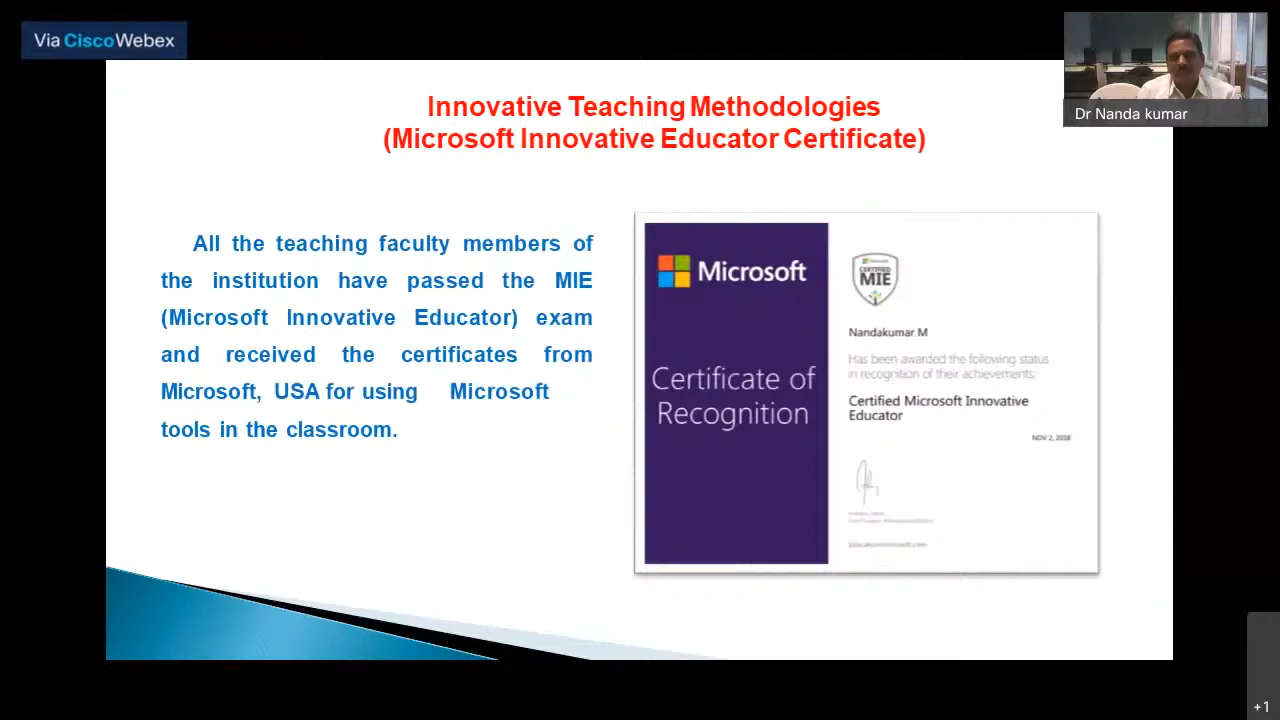 Via CiscoWebex
Dr Nanda kumar
Innovative Teaching Methodologies
(Microsoft Innovative Educator Certificate)
All the teaching faculty members of
the institution have passed the MIE
(Microsoft Innovative Educator) exam
and received the certificates from
Microsoft, USA for using Microsoft
tools in the classroom.
Microsoft
Certificate of
Recognition
Microsoft
CERTIFIED
MIE
Nandakumar M
Has been awarded the following status
in recognition of their achievements:
Certified Microsoft Innovative
Educator
NOV 2, 2018
+1